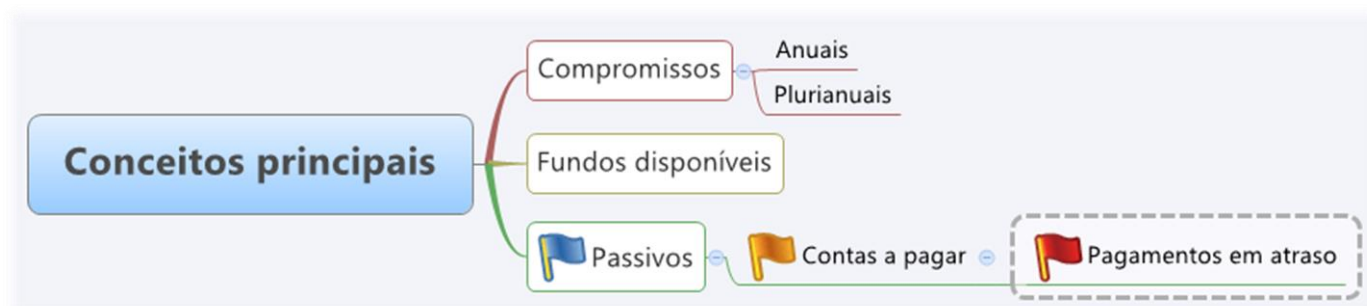 Conceitos principais
Compromissos
Anuais
Plurianuais
Fundos disponíveis
Passivos
Contas a pagar
Pagamentos em atraso